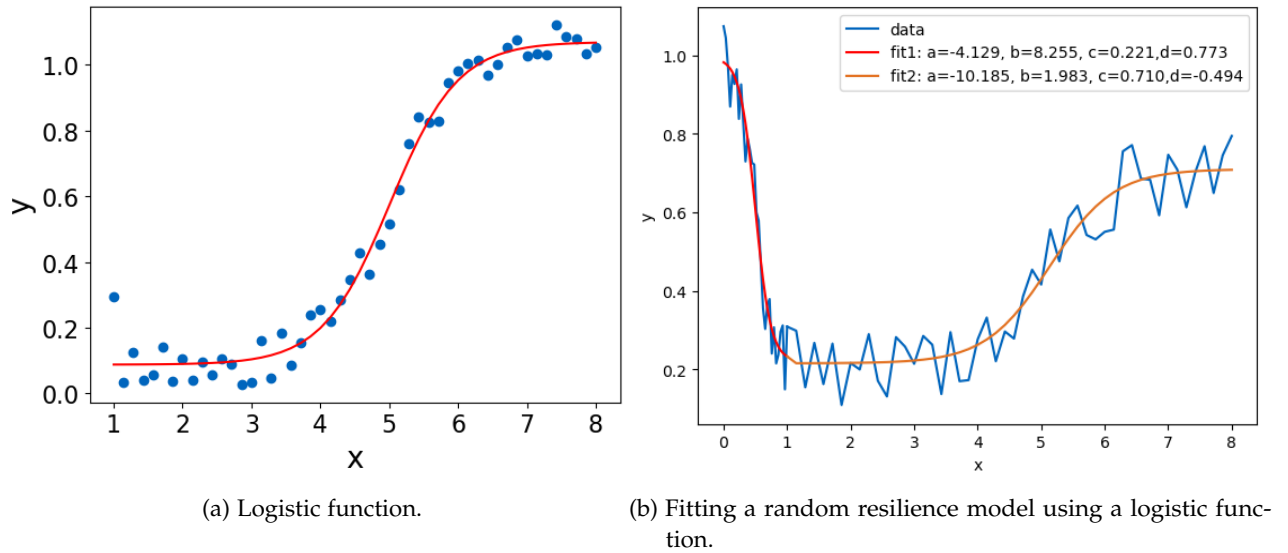 1.0
0.8
0.6
0.4
0.2
0.0
y
1 2 3 4 5 6 7 8
x
(a) Logistic function.
data
fit1: a=-4.129, b=8.255, c=0.221,d=0.773
fit2: a=-10.185, b=1.983, c=0.710,d=-0.494
1.0
0.8
0.6
0.4
0.2
y
0 1 2 3 4 5 6 7 8
x
(b) Fitting a random resilience model using a logistic func-
tion.